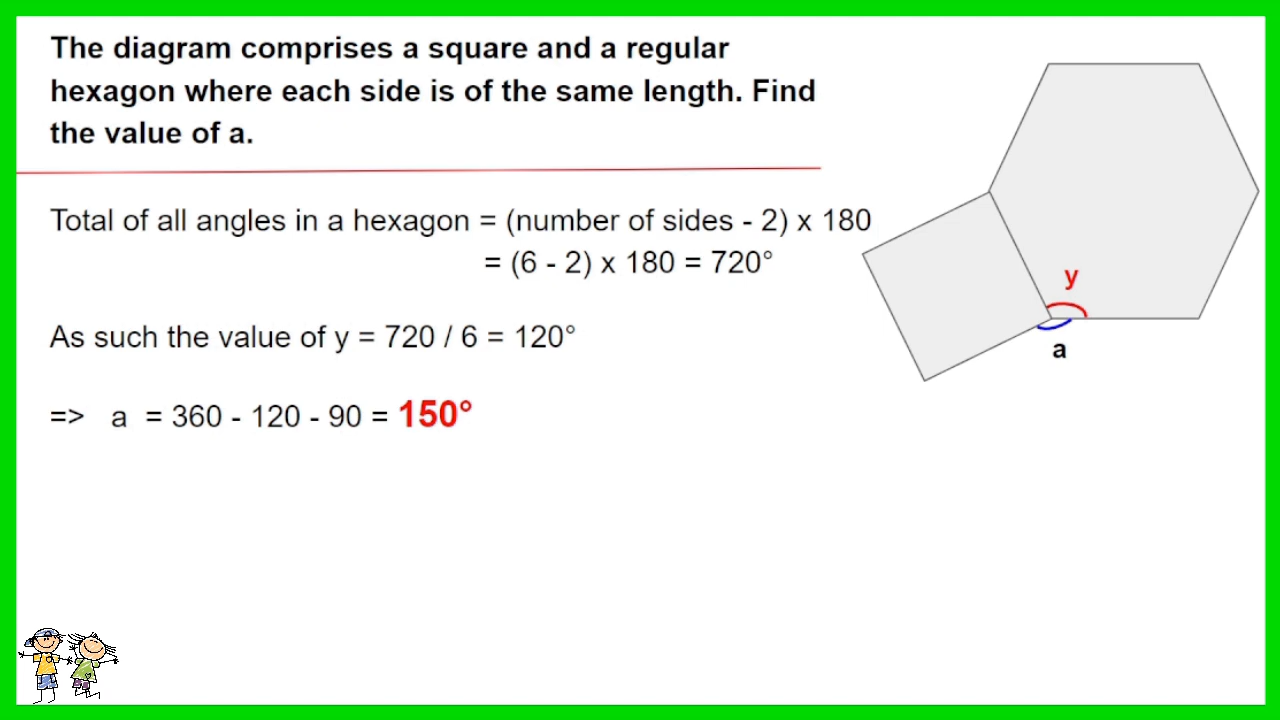 The diagram comprises a square and a regular
hexagon where each side is of the same length. Find
the value of a.
Total of all angles in a hexagon = (number of sides - 2) x 180
= (6 - 2) x 180 = 720°
As such the value of y = 720 / 6 = 120°
=> a = 360 - 120 - 90 = 150°
y
a